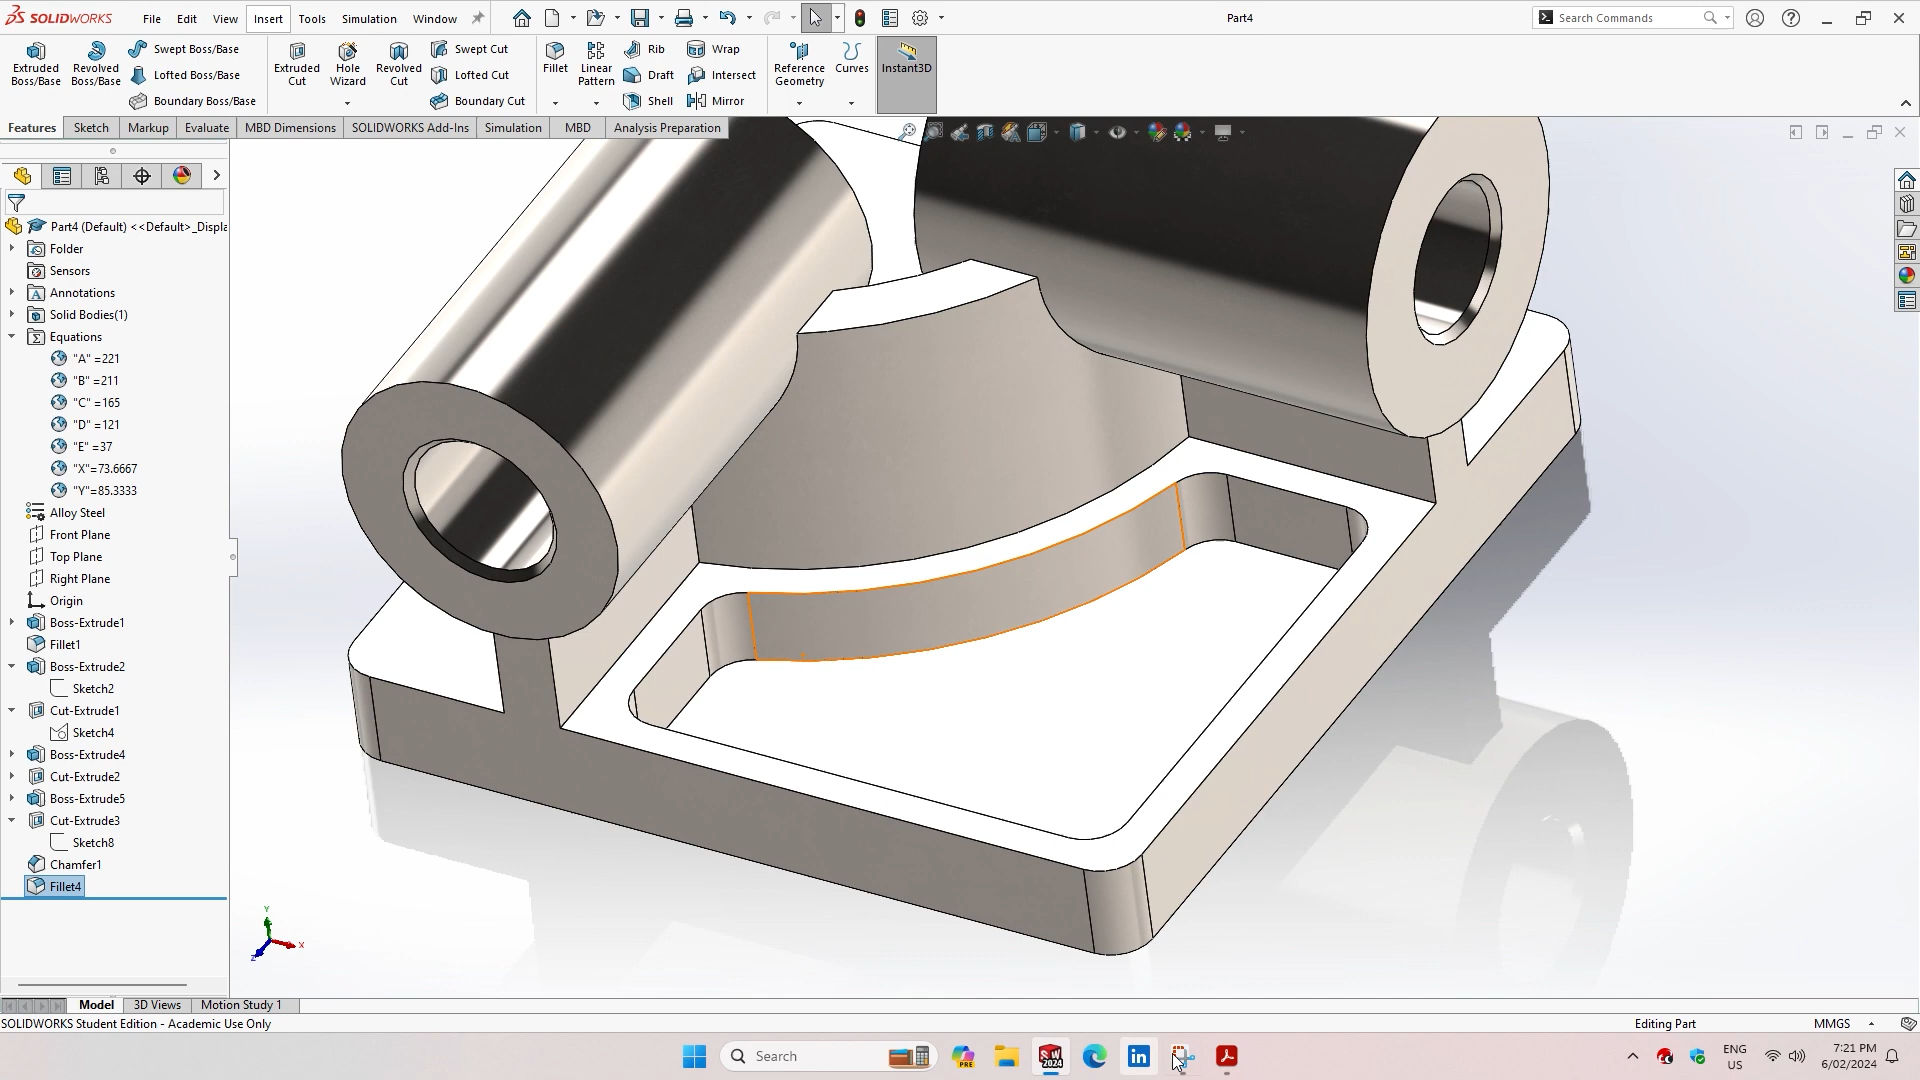 SOLIDWORKS File Edit View Insert Tools Simulation Window Part4 Search Commands
Extruded Boss/Base
Revolved Boss/Base
Swept Boss/Base
Lofted Boss/Base
Boundary Boss/Base
Extruded Cut
Hole Wizard
Revolved Cut
Swept Cut
Lofted Cut
Boundary Cut
Fillet
Linear Pattern
Rib
Draft
Shell
Wrap
Intersect
Mirror
Reference Geometry
Curves
Instant3D
Features Sketch Markup Evaluate MBD Dimensions SOLIDWORKS Add-Ins Simulation MBD Analysis Preparation
Part4 (Default) <<Default>_Displa
Folder
Sensors
Annotations
Solid Bodies(1)
Equations
"A" =221
"B" =211
"C" =165
"D" =121
"E" =37
"X"=73.6667
"Y"=85.3333
Alloy Steel
Front Plane
Top Plane
Right Plane
Origin
Boss-Extrude1
Fillet1
Boss-Extrude2
Sketch2
Cut-Extrude1
Sketch4
Boss-Extrude4
Cut-Extrude2
Boss-Extrude5
Cut-Extrude3
Sketch8
Chamfer1
Fillet4
Y
X
Z
Model 3D Views Motion Study 1
SOLIDWORKS Student Edition - Academic Use Only Editing Part MMGS
Search
PRE
SW
2024
in
ENG
US
7:21 PM
6/02/2024